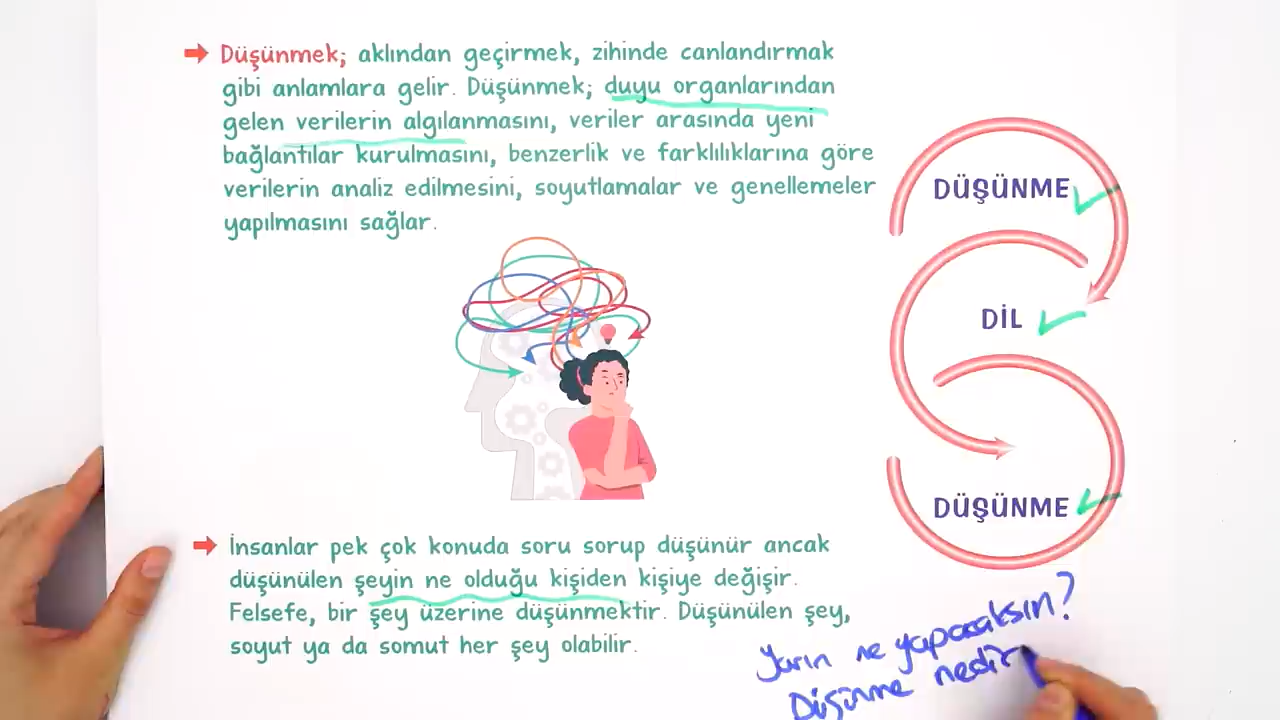 Düşünmek; aklından geçirmek, zihinde canlandırmak
gibi anlamlara gelir. Düşünmek; duyu organlarından
gelen verilerin algılanmasını, veriler arasında yeni
bağlantılar kurulmasını, benzerlik ve farklılıklarına göre
verilerin analiz edilmesini, soyutlamalar ve genellemeler
yapılmasını sağlar.
DÜŞÜNME
DİL
DÜŞÜNME
İnsanlar pek çok konuda soru sorup düşünür ancak
düşünülen şeyin ne olduğu kişiden kişiye değişir.
Felsefe, bir şey üzerine düşünmektir. Düşünülen şey,
soyut ya da somut her şey olabilir.
Yarın ne yapacaksın?
Düşünme nedir